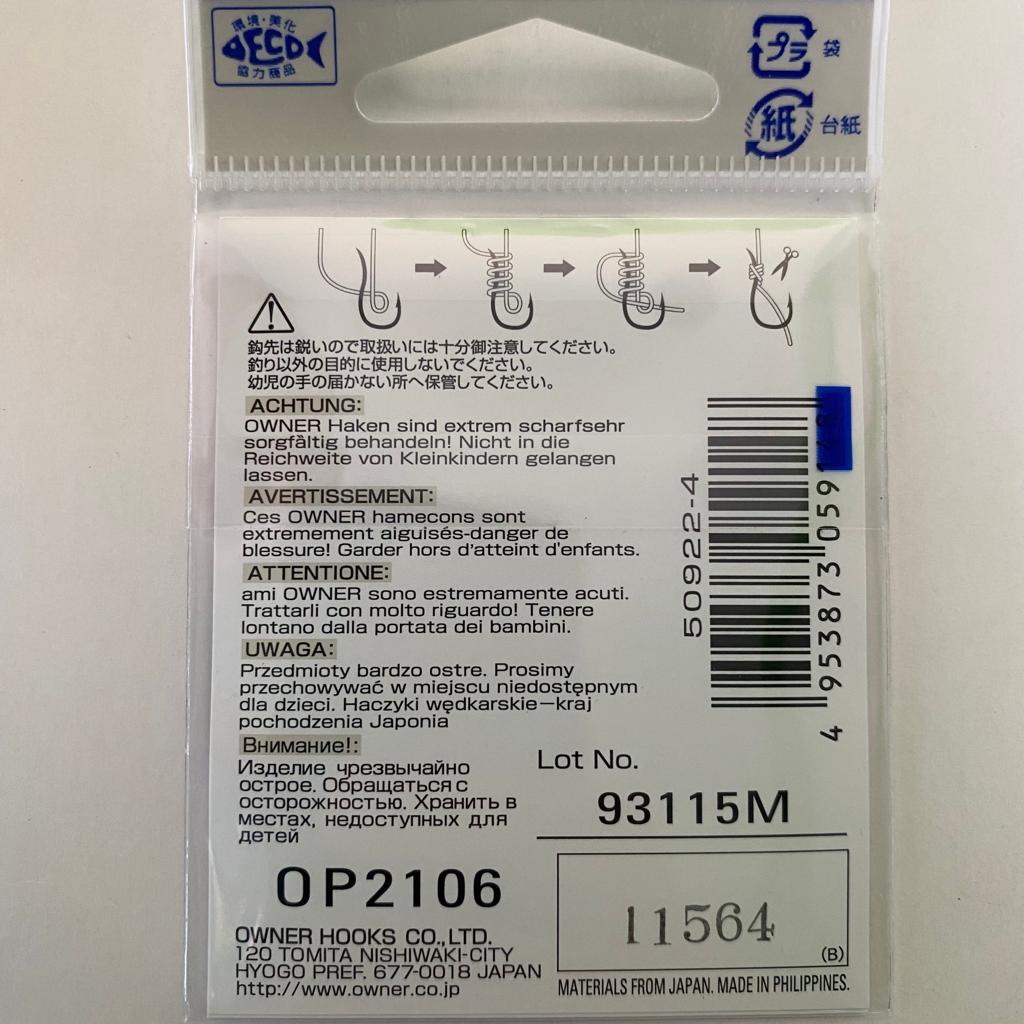 環境・美化
ECO
協力商品
プラ 袋
紙 台紙
鈎先は鋭いので取扱いには十分御注意してください。
釣り以外の目的に使用しないでください。
幼児の手の届かない所へ保管してください。
ACHTUNG:
OWNER Haken sind extrem scharfsehr
sorgfältig behandeln! Nicht in die
Reichweite von Kleinkindern gelangen
lassen.
AVERTISSEMENT:
Ces OWNER hamecons sont
extremement aiguisés-danger de
blessure! Garder hors d'atteint d'enfants.
ATTENTIONE:
ami OWNER sono estremamente acuti.
Trattarli con molto riguardo! Tenere
lontano dalla portata dei bambini.
UWAGA:
Przedmioty bardzo ostre. Prosimy
przechowywać w miejscu niedostępnym
dla dzieci. Haczyki wędkarskie—kraj
pochodzenia Japonia
Внимание!:
Изделие чрезвычайно
острое. Обращаться с
осторожностью. Хранить в
местах, недоступных для
детей
50922-4
4 953873 059
Lot No.
93115M
OP2106
11564
(B)
OWNER HOOKS CO.,LTD.
120 TOMITA NISHIWAKI-CITY
HYOGO PREF. 677-0018 JAPAN
http://www.owner.co.jp
MATERIALS FROM JAPAN. MADE IN PHILIPPINES.